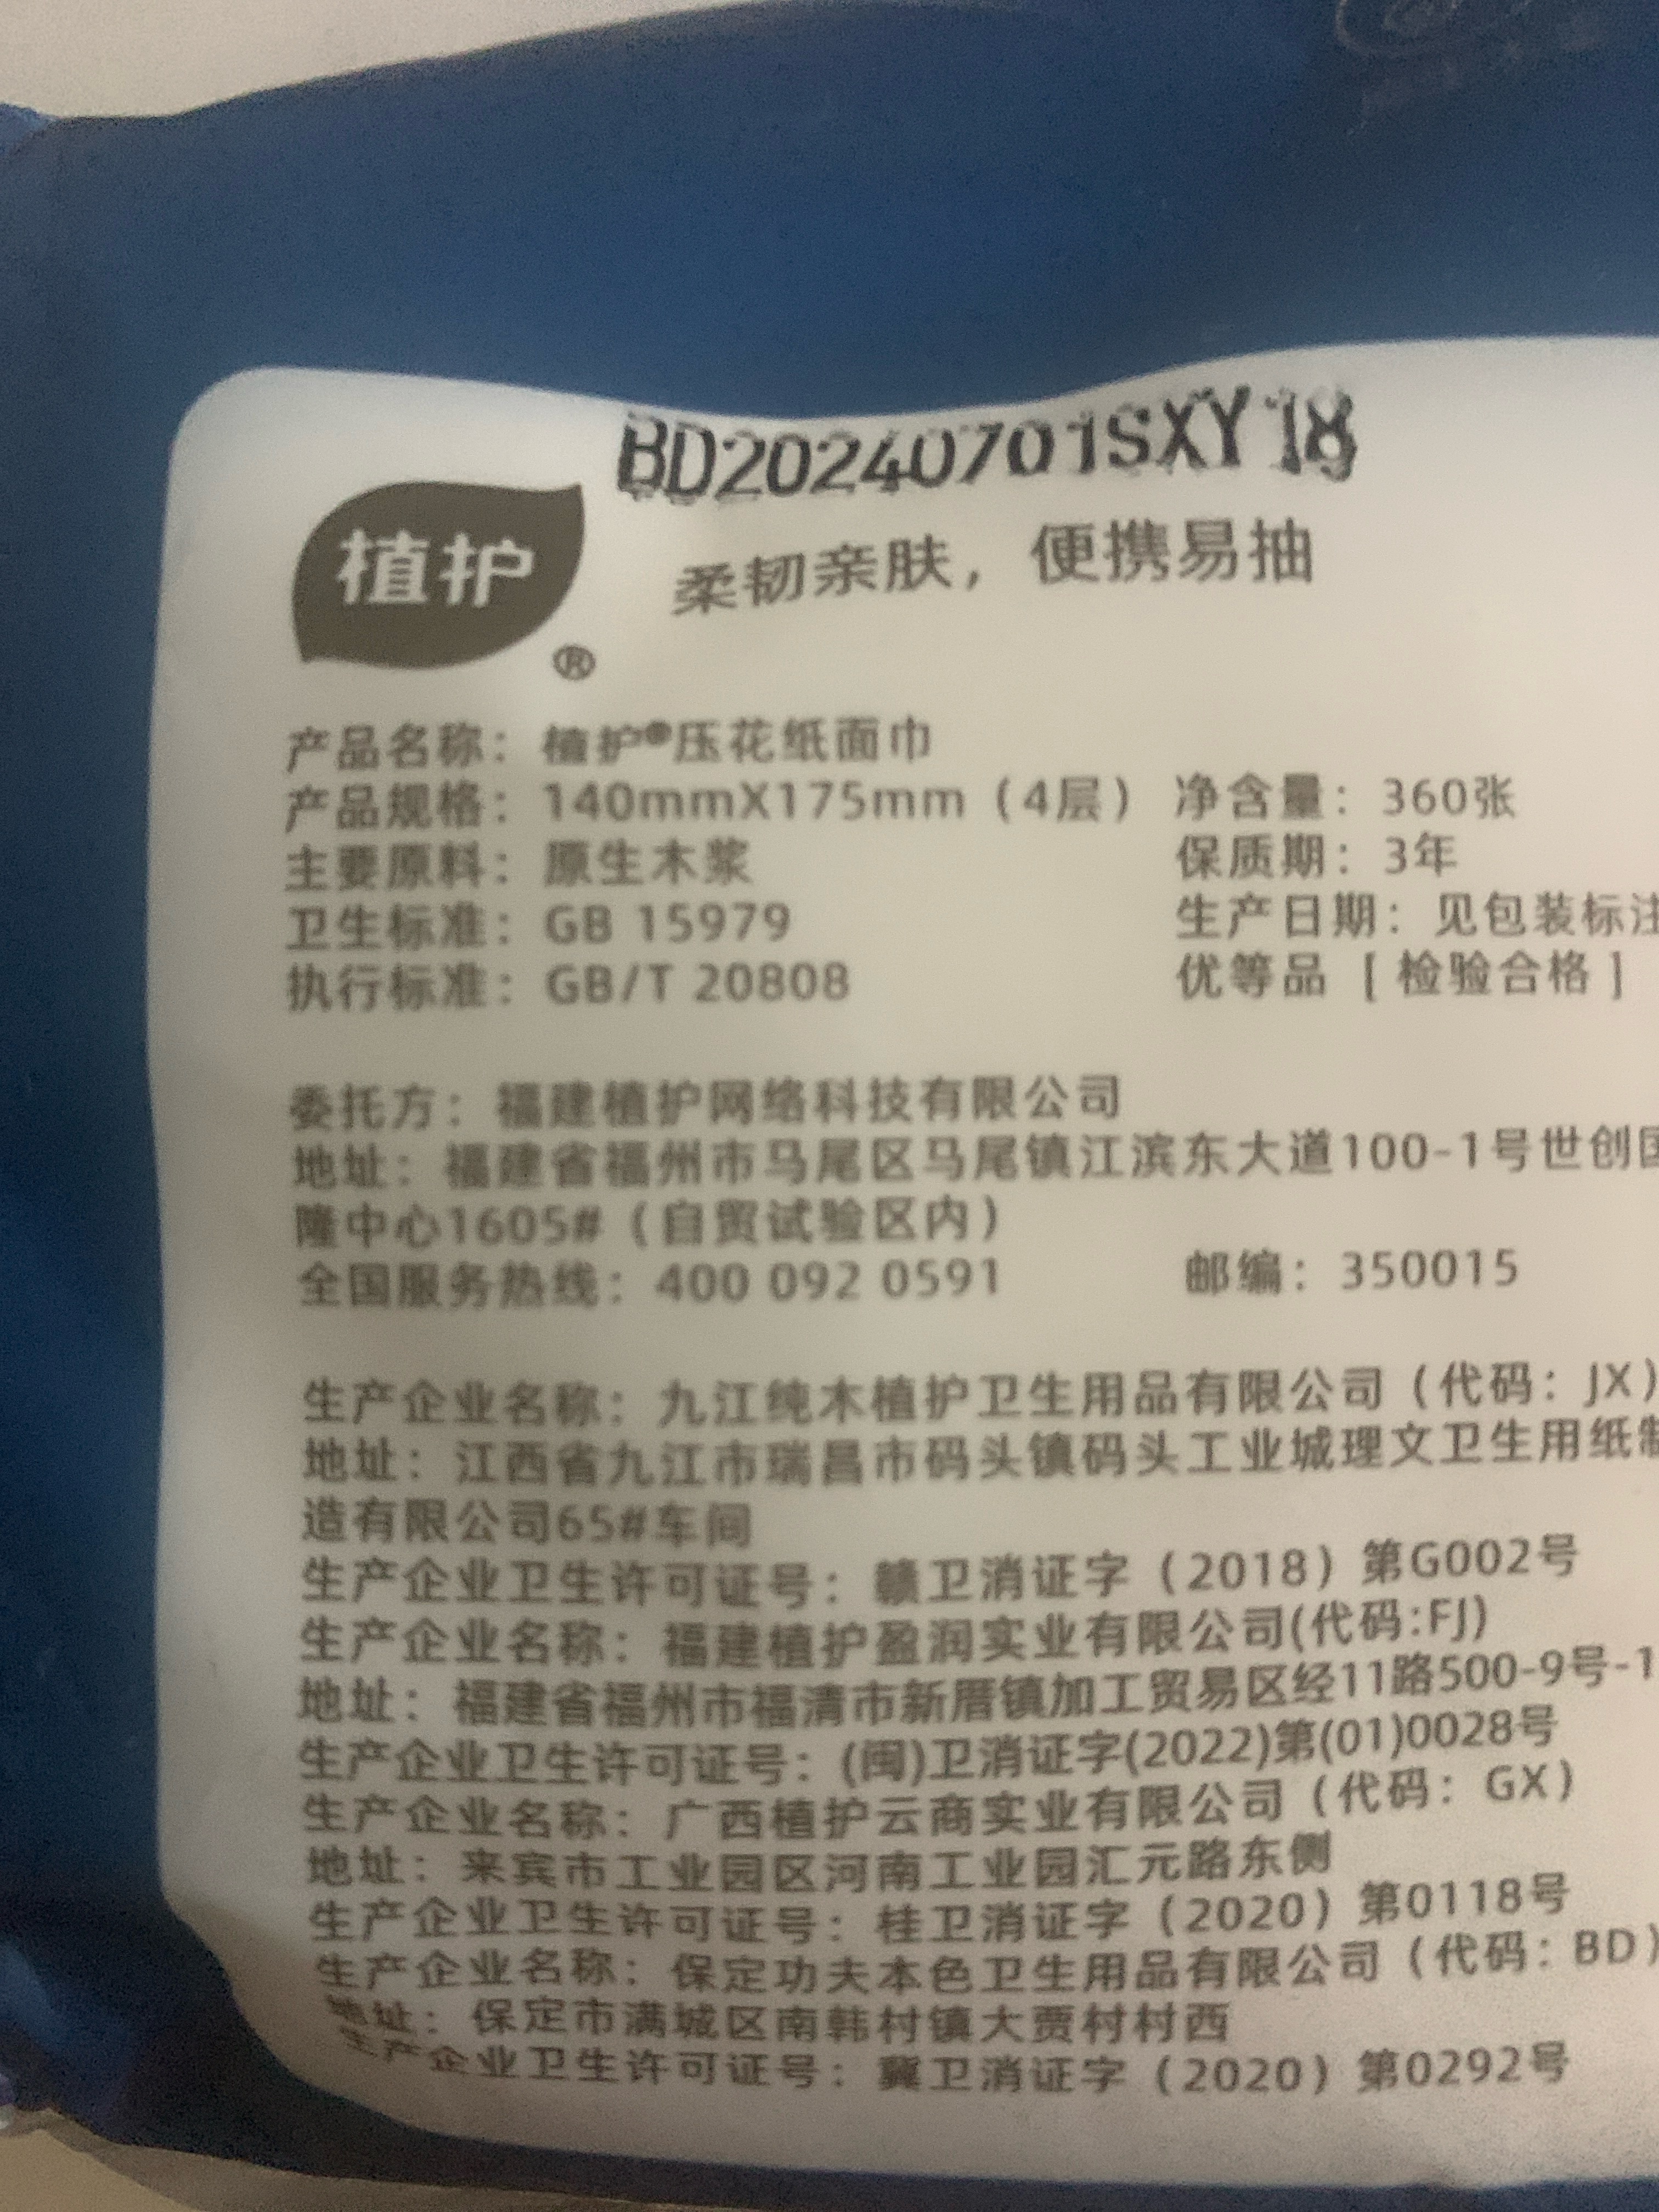 BD20240701SXY18
植护
®
柔韧亲肤，便携易抽
产品名称：植护®压花纸面巾
产品规格：140mmX175mm（4层） 净含量：360张
主要原料：原生木浆 保质期：3年
卫生标准：GB 15979 生产日期：见包装标注
执行标准：GB/T 20808 优等品 [ 检验合格 ]
委托方：福建植护网络科技有限公司
地址：福建省福州市马尾区马尾镇江滨东大道100-1号世创国
隆中心1605#（自贸试验区内）
全国服务热线：400 092 0591 邮编：350015
生产企业名称：九江纯木植护卫生用品有限公司（代码：JX）
地址：江西省九江市瑞昌市码头镇码头工业城理文卫生用纸制
造有限公司65#车间
生产企业卫生许可证号：赣卫消证字（2018）第G002号
生产企业名称：福建植护盈润实业有限公司(代码:FJ)
地址：福建省福州市福清市新厝镇加工贸易区经11路500-9号-1
生产企业卫生许可证号：(闽)卫消证字(2022)第(01)0028号
生产企业名称：广西植护云商实业有限公司（代码：GX）
地址：来宾市工业园区河南工业园汇元路东侧
生产企业卫生许可证号：桂卫消证字（2020）第0118号
生产企业名称：保定功夫本色卫生用品有限公司（代码：BD）
地址：保定市满城区南韩村镇大贾村村西
生产企业卫生许可证号：冀卫消证字（2020）第0292号